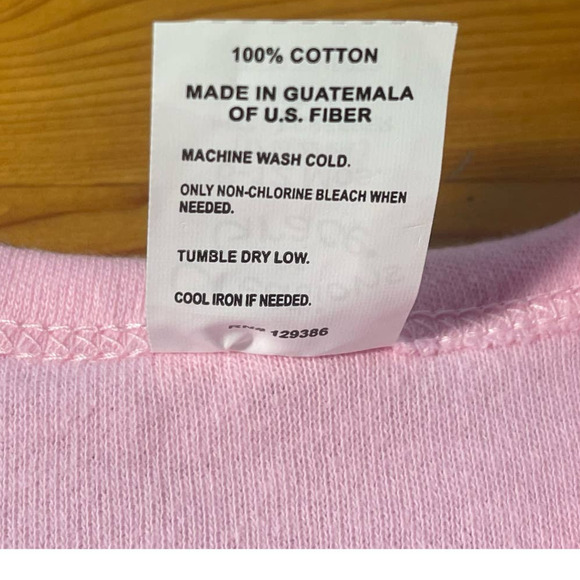 100% COTTON
MADE IN GUATEMALA
OF U.S. FIBER
MACHINE WASH COLD.
ONLY NON-CHLORINE BLEACH WHEN
NEEDED.
TUMBLE DRY LOW.
COOL IRON IF NEEDED.
129386